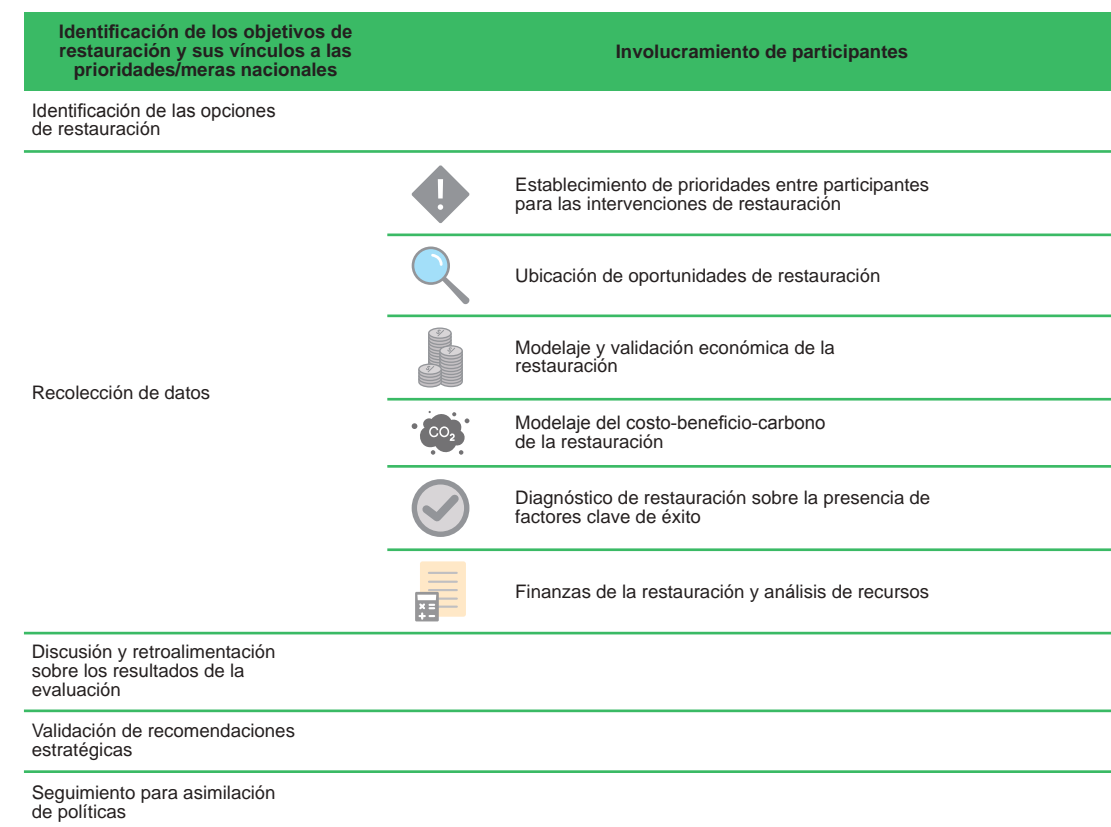 Identificación de los objetivos de
restauración y sus vínculos a las
prioridades/meras nacionales
Involucramiento de participantes
Identificación de las opciones
de restauración
Recolección de datos
Establecimiento de prioridades entre participantes
para las intervenciones de restauración
Ubicación de oportunidades de restauración
Modelaje y validación económica de la
restauración
CO2
Modelaje del costo-beneficio-carbono
de la restauración
Diagnóstico de restauración sobre la presencia de
factores clave de éxito
Finanzas de la restauración y análisis de recursos
Discusión y retroalimentación
sobre los resultados de la
evaluación
Validación de recomendaciones
estratégicas
Seguimiento para asimilación
de políticas